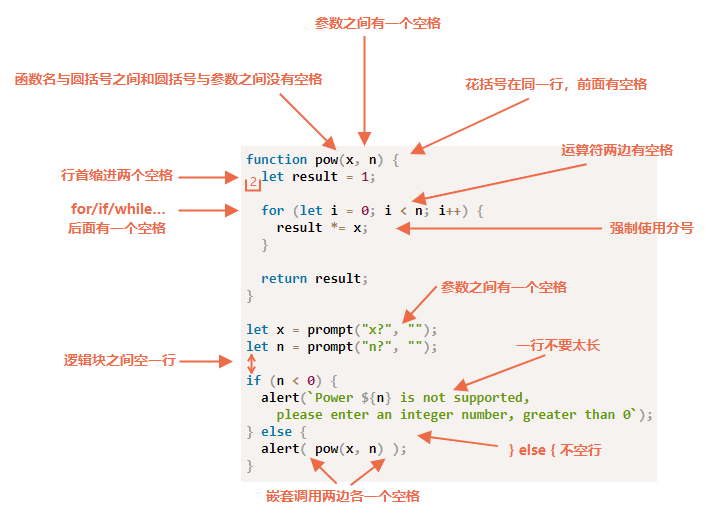 参数之间有一个空格
函数名与圆括号之间和圆括号与参数之间没有空格
花括号在同一行，前面有空格
function pow(x, n) {
运算符两边有空格
行首缩进两个空格
2
let result = 1;
for/if/while...
后面有一个空格
for (let i = 0; i < n; i++) {
result *= x;
强制使用分号
}
return result;
}
参数之间有一个空格
let x = prompt("x?", "");
let n = prompt("n?", "");
一行不要太长
逻辑块之间空一行
if (n < 0) {
alert(`Power ${n} is not supported,
please enter an integer number, greater than 0`);
} else {
} else { 不空行
alert( pow(x, n) );
}
嵌套调用两边各一个空格